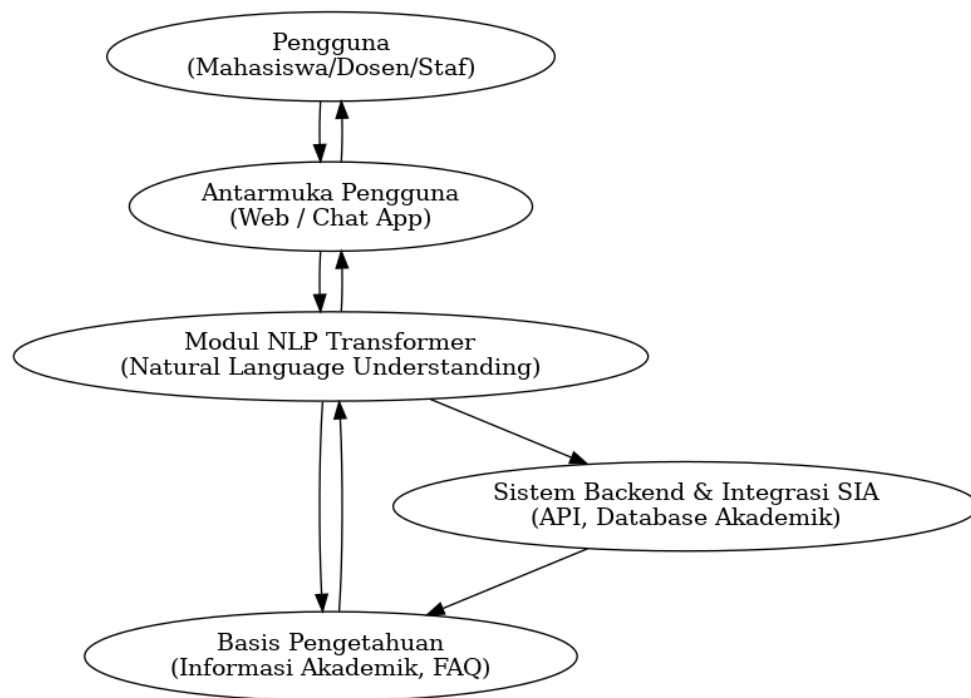 Pengguna
(Mahasiswa/Dosen/Staf)
Antarmuka Pengguna
(Web / Chat App)
Modul NLP Transformer
(Natural Language Understanding)
Sistem Backend & Integrasi SIA
(API, Database Akademik)
Basis Pengetahuan
(Informasi Akademik, FAQ)